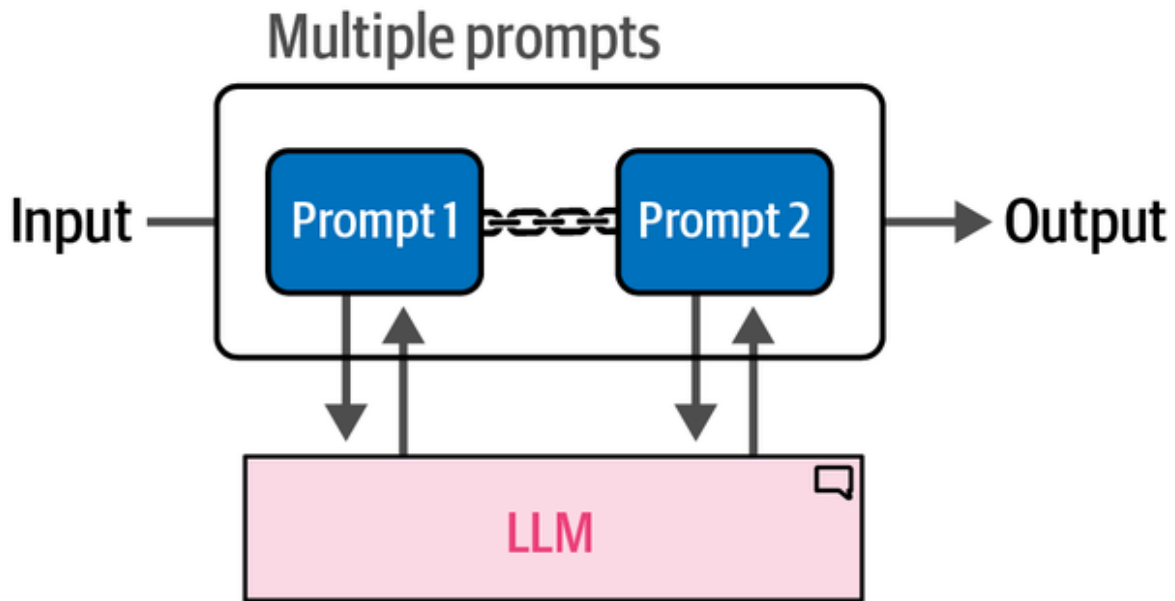 Multiple prompts
Input
Prompt 1
Prompt 2
Output
LLM